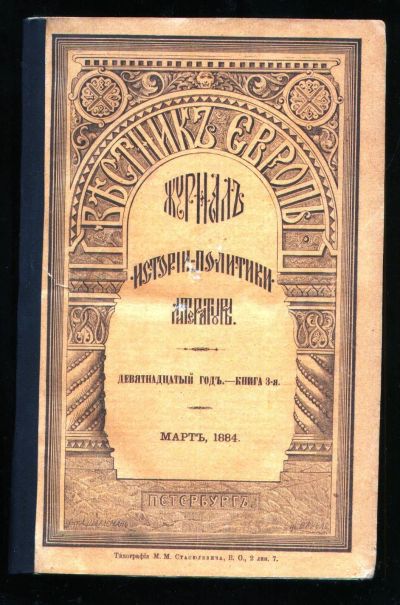 ВѢСТНИКЪ ЕВРОПЫ
ЖУРНАЛЪ
ИСТОРІИ-ПОЛИТИКИ
ЛИТЕРАТУРЫ.
ДЕВЯТНАДЦАТЫЙ ГОДЪ.—КНИГА 3-я.
МАРТЪ, 1884.
ПЕТЕРБУРГЪ
Типографія М. М. Стасюлевича, В. О., 2 лин. 7.